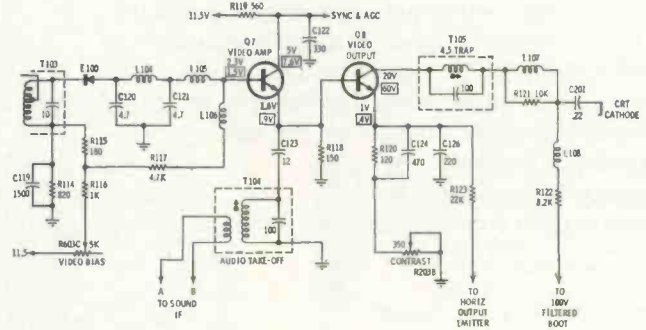 R119 560
11.5V
SYNC & AGC
C122
330
Q7
VIDEO AMP
5V
7.6V
Q8
VIDEO
OUTPUT
T105
4.5 TRAP
L107
T103
E100
L104
L105
2.3V
1.5V
20V
60V
100
R121 10K
C201
.22
CRT
CATHODE
10
C120
4.7
C121
4.7
L106
1.6V
.9V
1V
.4V
L108
R115
180
C123
12
R118
150
R120
120
C124
470
C126
220
R117
4.7K
C119
1500
R114
820
R116
1K
T104
R123
22K
R122
8.2K
100
R603C 5K
350
11.5
VIDEO BIAS
AUDIO TAKE-OFF
CONTRAST
R203B
A B
TO SOUND
IF
TO
HORIZ
OUTPUT
EMITTER
TO
100V
FILTERED
BOOT